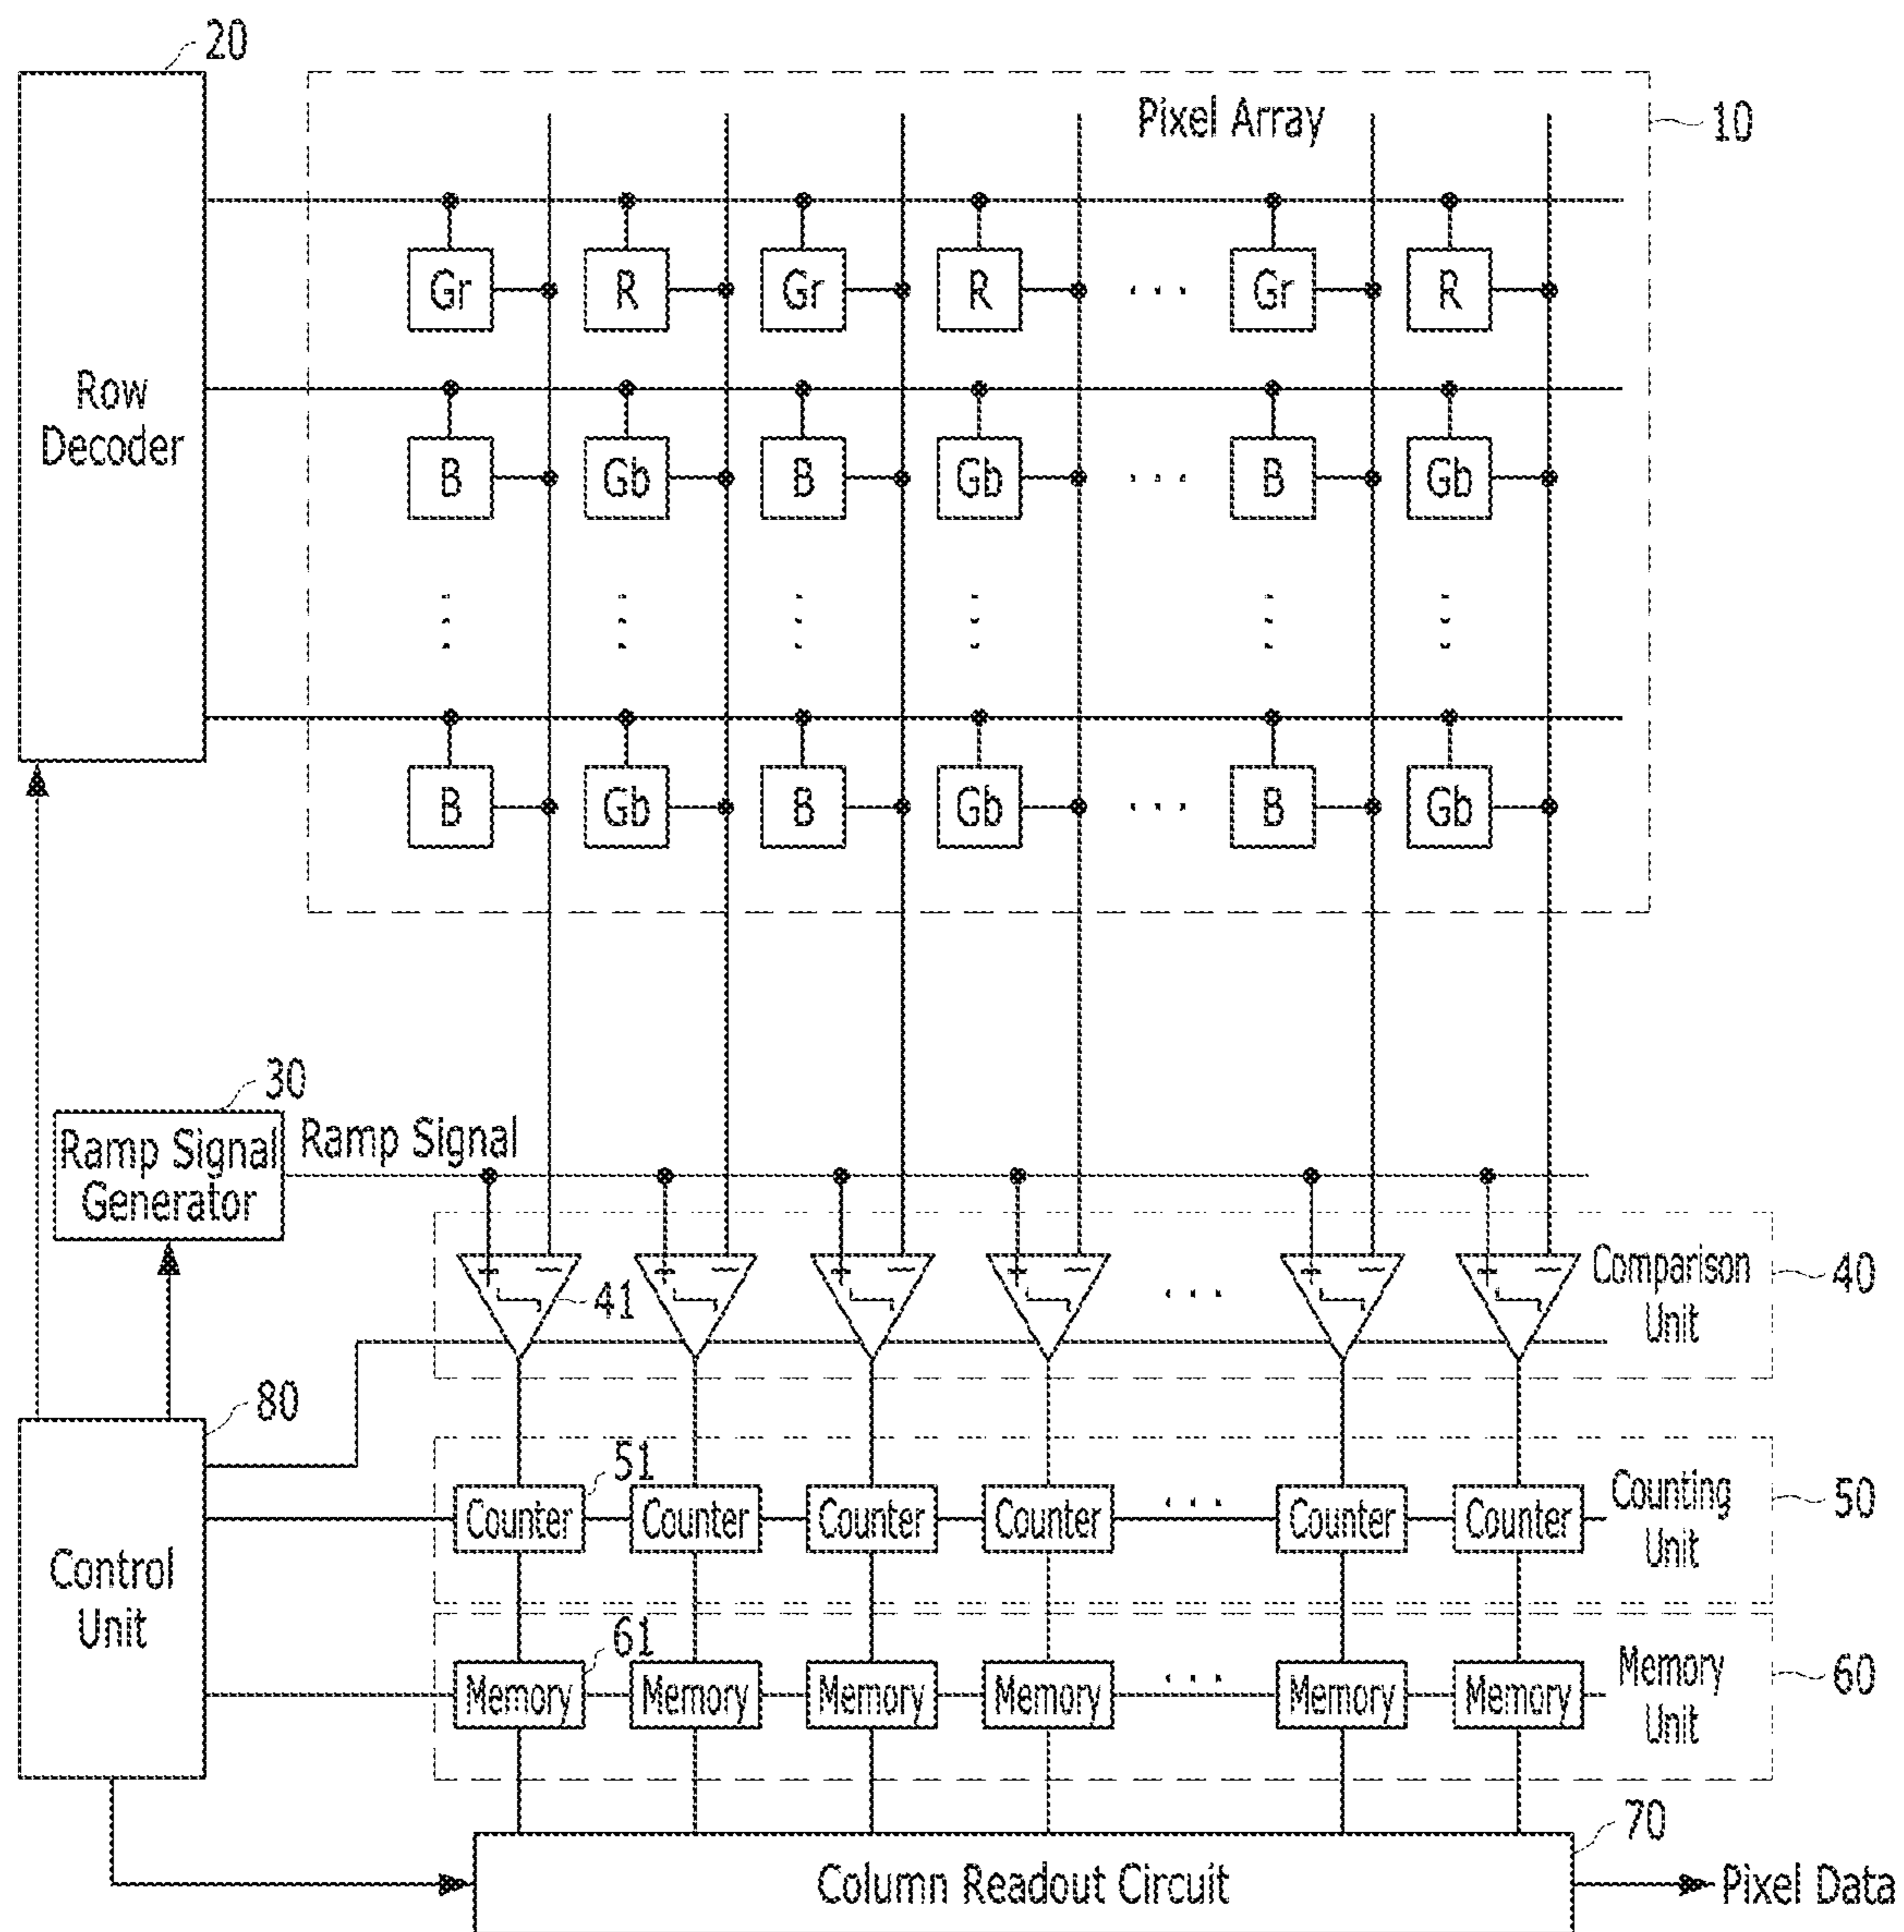 20
Pixel Array
10
Gr R Gr R ... Gr R
Row
Decoder
B Gb B Gb ... B Gb
B Gb B Gb ... B Gb
30
Ramp Signal
Generator
Ramp Signal
+ − + − + − + − ... + − + −
41
Comparison
Unit
40
80
51
Counter Counter Counter Counter ... Counter Counter
Counting
Unit
50
Control
Unit
61
Memory Memory Memory Memory ... Memory Memory
Memory
Unit
60
70
Column Readout Circuit
Pixel Data